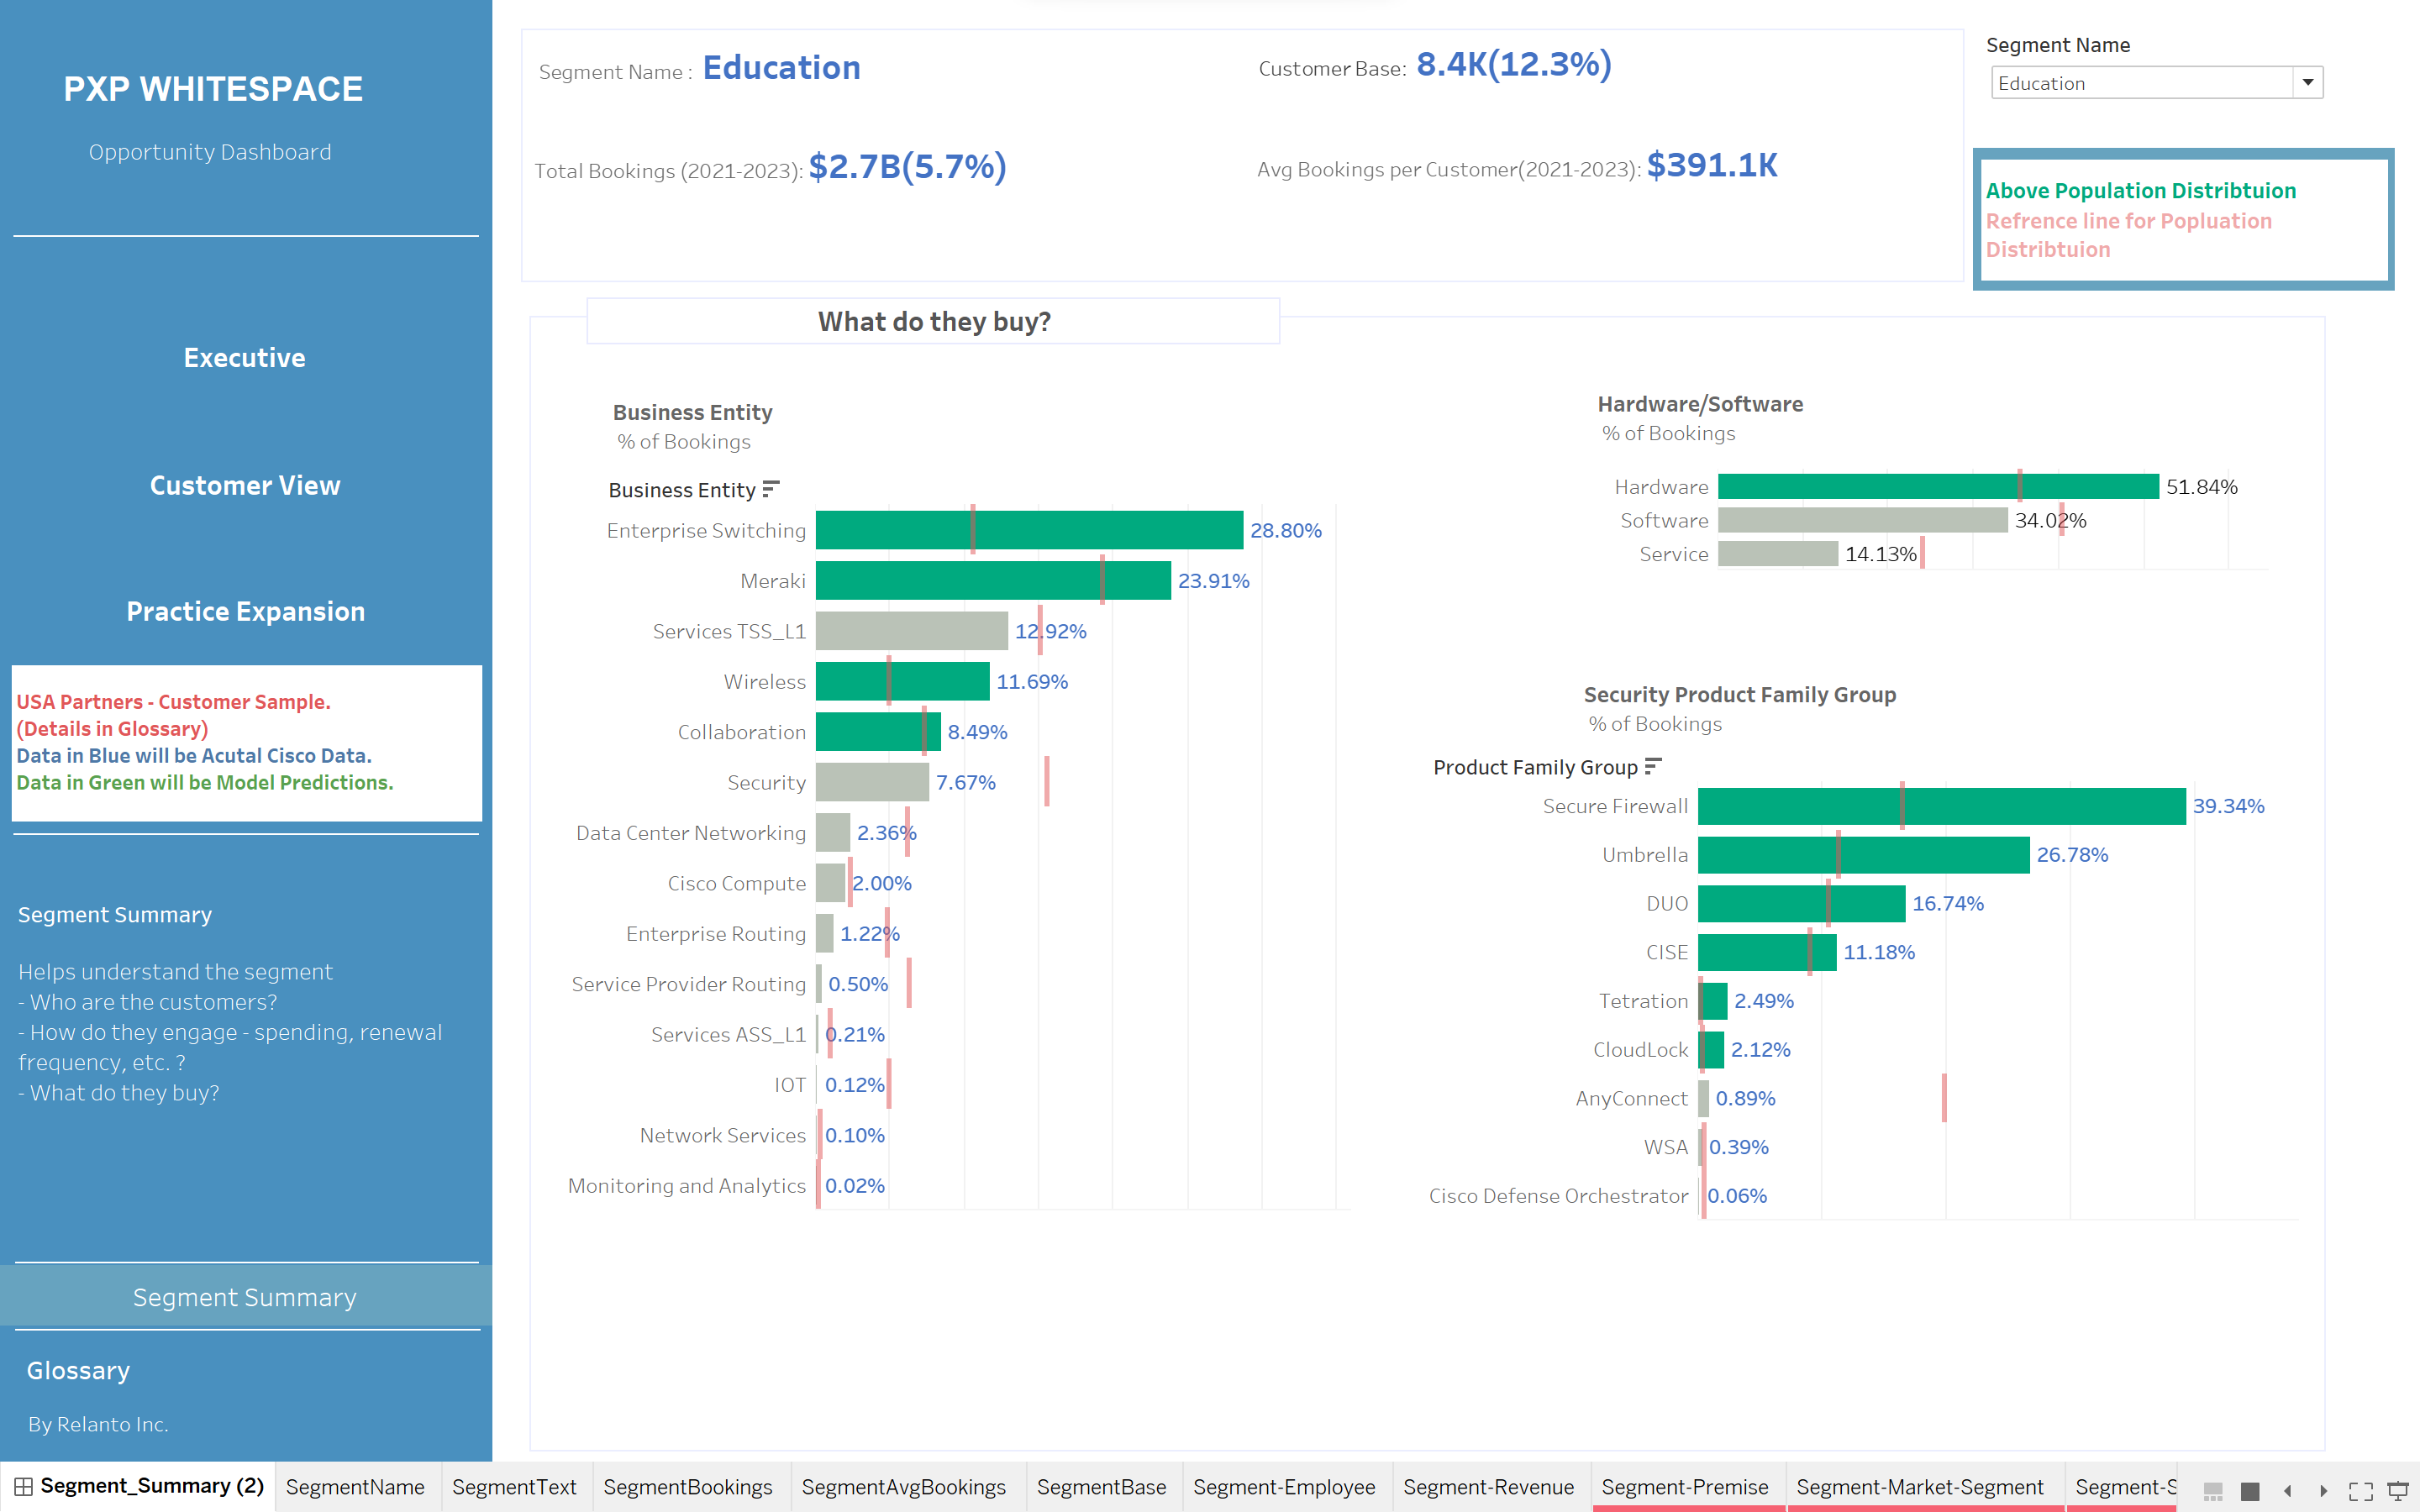 PXP WHITESPACE
Opportunity Dashboard
Executive
Customer View
Practice Expansion
USA Partners - Customer Sample.
(Details in Glossary)
Data in Blue will be Acutal Cisco Data.
Data in Green will be Model Predictions.
Segment Summary
Helps understand the segment
- Who are the customers?
- How do they engage - spending, renewal
frequency, etc. ?
- What do they buy?
Segment Summary
Glossary
By Relanto Inc.
Segment Name : Education
Customer Base: 8.4K(12.3%)
Total Bookings (2021-2023): $2.7B(5.7%)
Avg Bookings per Customer(2021-2023): $391.1K
Segment Name
Education
Above Population Distribtuion
Refrence line for Popluation
Distribtuion
What do they buy?
Business Entity
% of Bookings
Business Entity
Enterprise Switching 28.80%
Meraki 23.91%
Services TSS_L1 12.92%
Wireless 11.69%
Collaboration 8.49%
Security 7.67%
Data Center Networking 2.36%
Cisco Compute 2.00%
Enterprise Routing 1.22%
Service Provider Routing 0.50%
Services ASS_L1 0.21%
IOT 0.12%
Network Services 0.10%
Monitoring and Analytics 0.02%
Hardware/Software
% of Bookings
Hardware 51.84%
Software 34.02%
Service 14.13%
Security Product Family Group
% of Bookings
Product Family Group
Secure Firewall 39.34%
Umbrella 26.78%
DUO 16.74%
CISE 11.18%
Tetration 2.49%
CloudLock 2.12%
AnyConnect 0.89%
WSA 0.39%
Cisco Defense Orchestrator 0.06%
Segment_Summary (2) SegmentName SegmentText SegmentBookings SegmentAvgBookings SegmentBase Segment-Employee Segment-Revenue Segment-Premise Segment-Market-Segment Segment-S